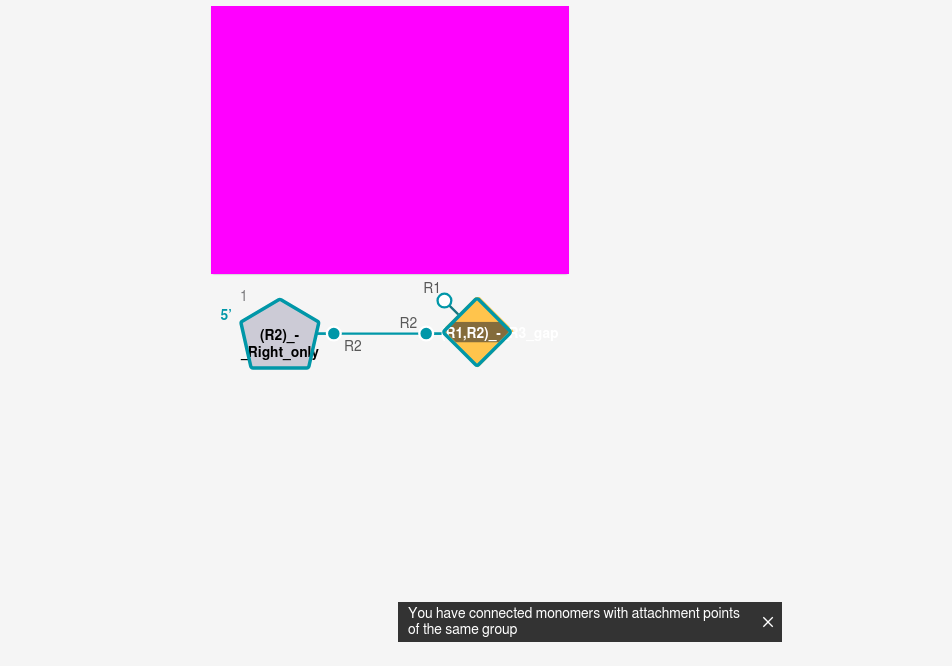 R1
1
5’
R2
(R2)_-
_Right_only
R1,R2)_-
3_gap
R2
You have connected monomers with attachment points
of the same group